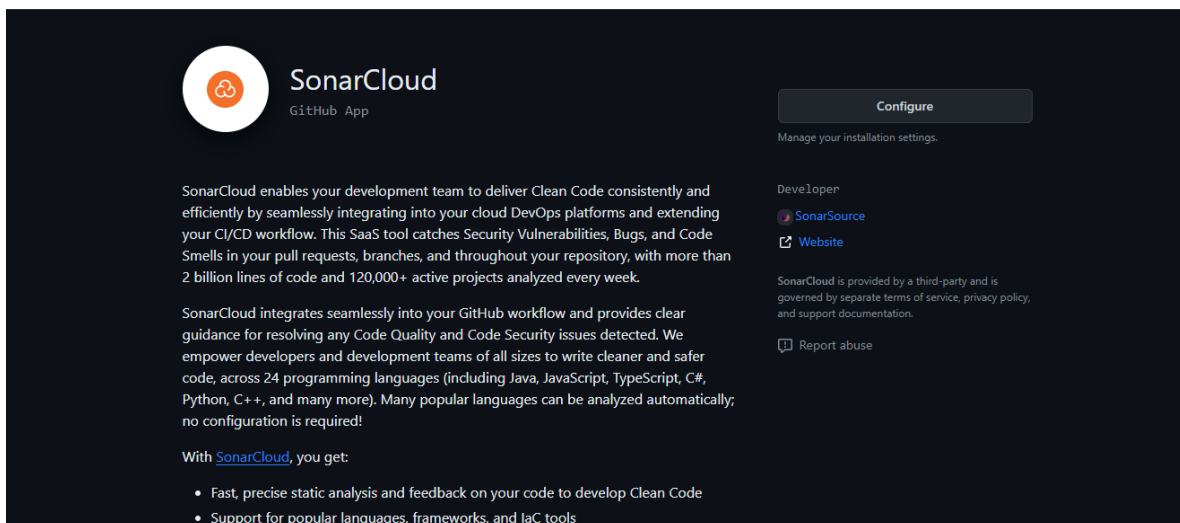 SonarCloud
GitHub App
SonarCloud enables your development team to deliver Clean Code consistently and
efficiently by seamlessly integrating into your cloud DevOps platforms and extending
your CI/CD workflow. This SaaS tool catches Security Vulnerabilities, Bugs, and Code
Smells in your pull requests, branches, and throughout your repository, with more than
2 billion lines of code and 120,000+ active projects analyzed every week.
SonarCloud integrates seamlessly into your GitHub workflow and provides clear
guidance for resolving any Code Quality and Code Security issues detected. We
empower developers and development teams of all sizes to write cleaner and safer
code, across 24 programming languages (including Java, JavaScript, TypeScript, C#,
Python, C++, and many more). Many popular languages can be analyzed automatically;
no configuration is required!
With SonarCloud, you get:
• Fast, precise static analysis and feedback on your code to develop Clean Code
• Support for popular languages, frameworks, and IaC tools
Configure
Manage your installation settings.
Developer
SonarSource
Website
SonarCloud is provided by a third-party and is
governed by separate terms of service, privacy policy,
and support documentation.
Report abuse